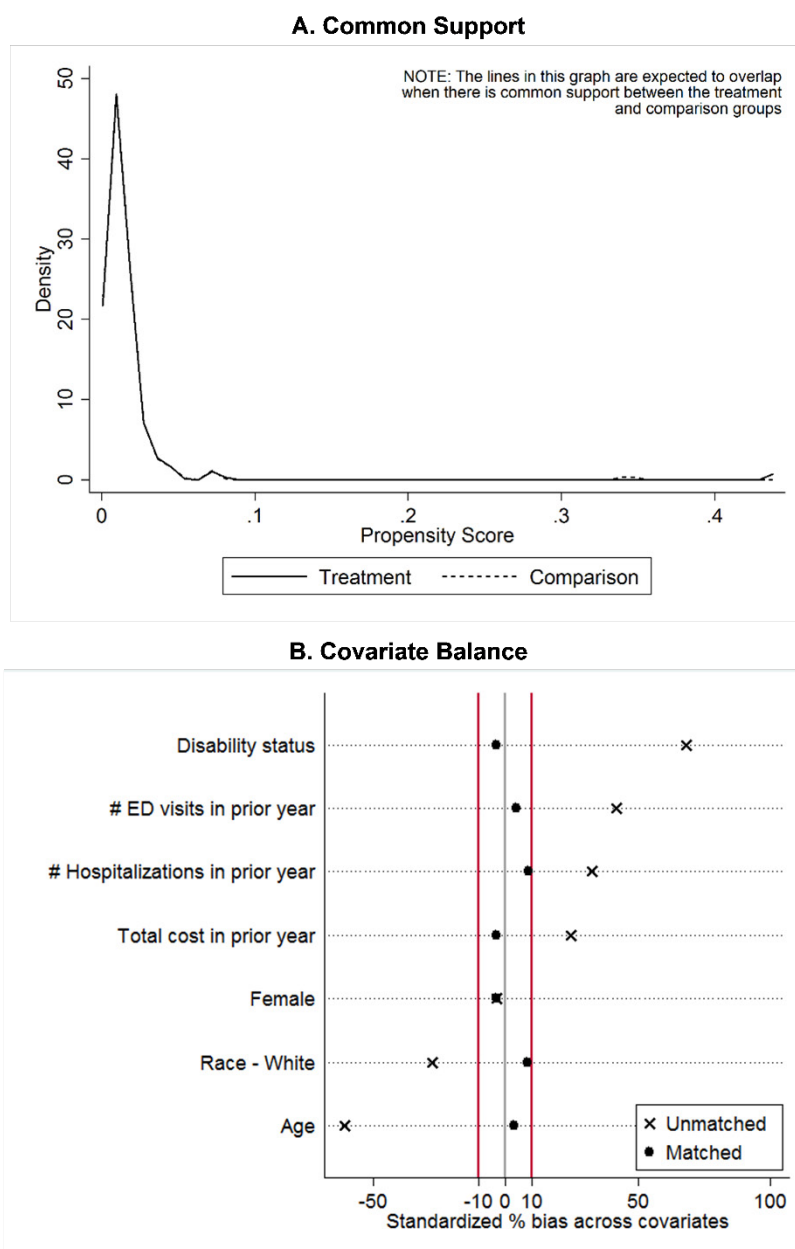 A. Common Support
NOTE: The lines in this graph are expected to overlap
when there is common support between the treatment
and comparison groups
50
40
30
20
10
0
Density
0 .1 .2 .3 .4
Propensity Score
Treatment Comparison
B. Covariate Balance
Disability status
# ED visits in prior year
# Hospitalizations in prior year
Total cost in prior year
Female
Race - White
Age
Unmatched
Matched
-50 -10 0 10 50 100
Standardized % bias across covariates